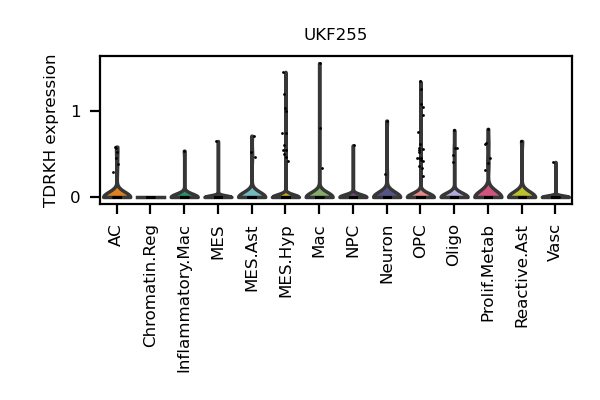 UKF255
TDRKH expression
1
0
AC
Chromatin.Reg
Inflammatory.Mac
MES
MES.Ast
MES.Hyp
Mac
NPC
Neuron
OPC
Oligo
Prolif.Metab
Reactive.Ast
Vasc